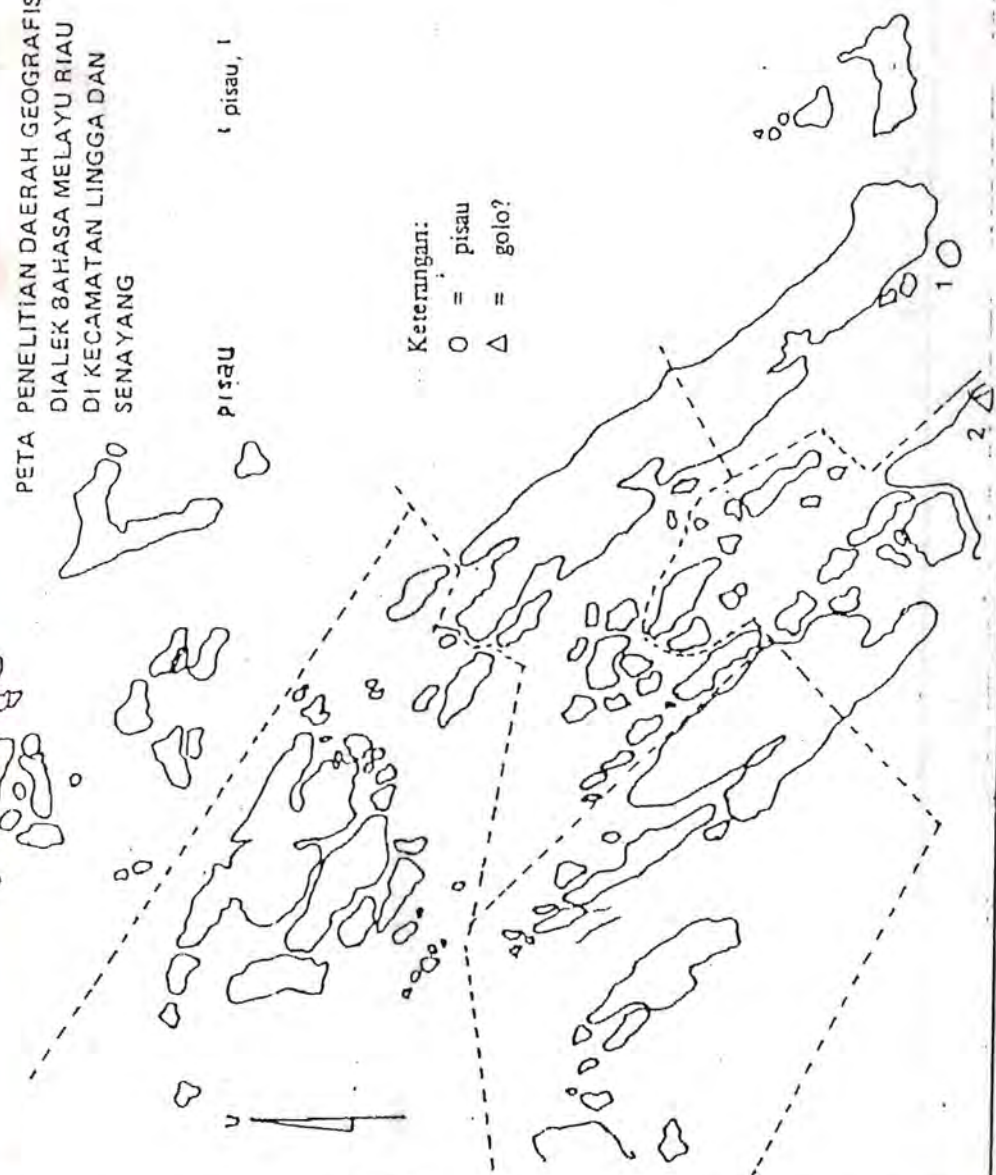 PETA PENELITIAN DAERAH GEOGRAFIS
DIALEK BAHASA MELAYU RIAU
DI KECAMATAN LINGGA DAN
SENAYANG
pisau
‘ pisau, ’
Keterangan:
O = pisau
△ = golo?
1
2
U